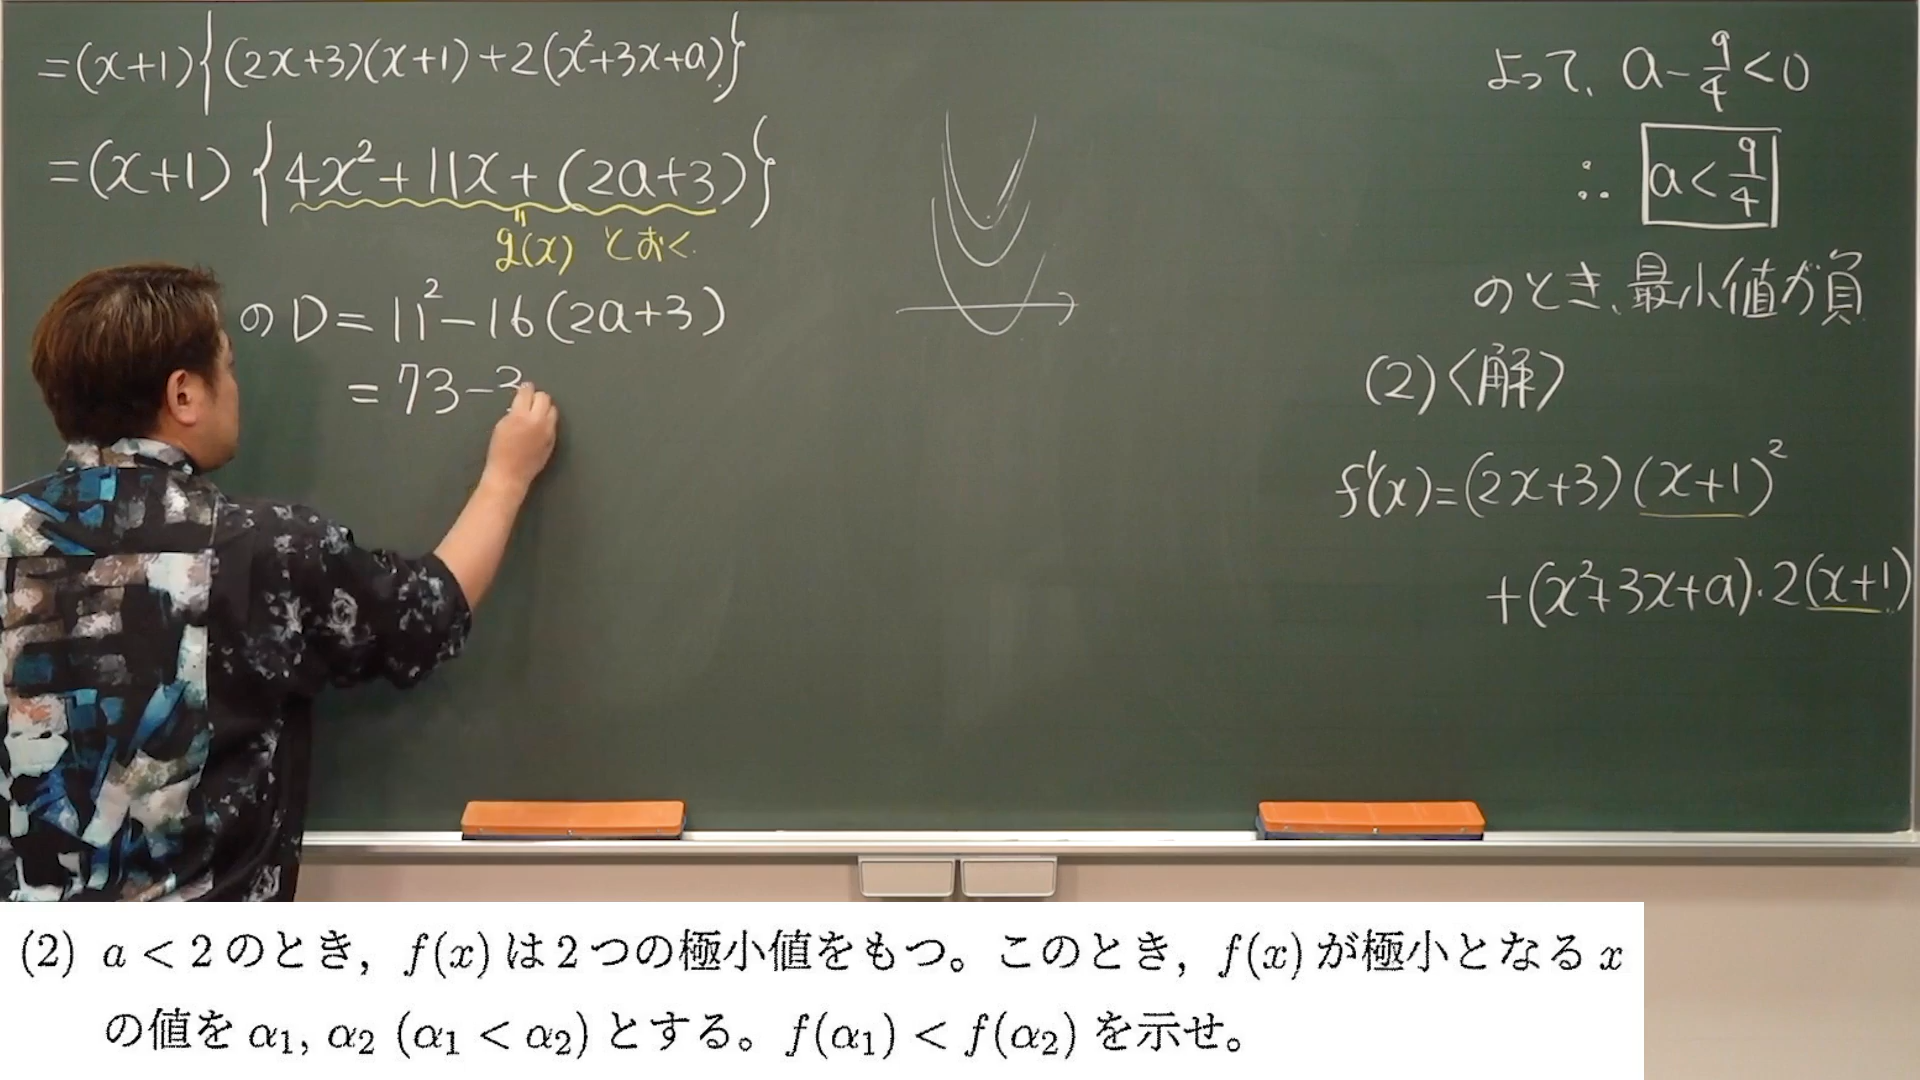 =(x+1){(2x+3)(x+1)+2(x²+3x+a)}
=(x+1){4x²+11x+(2a+3)}
g(x) とおく
のD=11²-16(2a+3)
=73-3
よって、a-9/4<0
∴ a<9/4
のとき、最小値が負
(2)〈解〉
f'(x)=(2x+3)(x+1)²
+(x²+3x+a)・2(x+1)
(2) a < 2 のとき, f(x) は 2 つの極小値をもつ。このとき, f(x) が極小となる x
の値を α₁, α₂ (α₁ < α₂) とする。f(α₁) < f(α₂) を示せ。